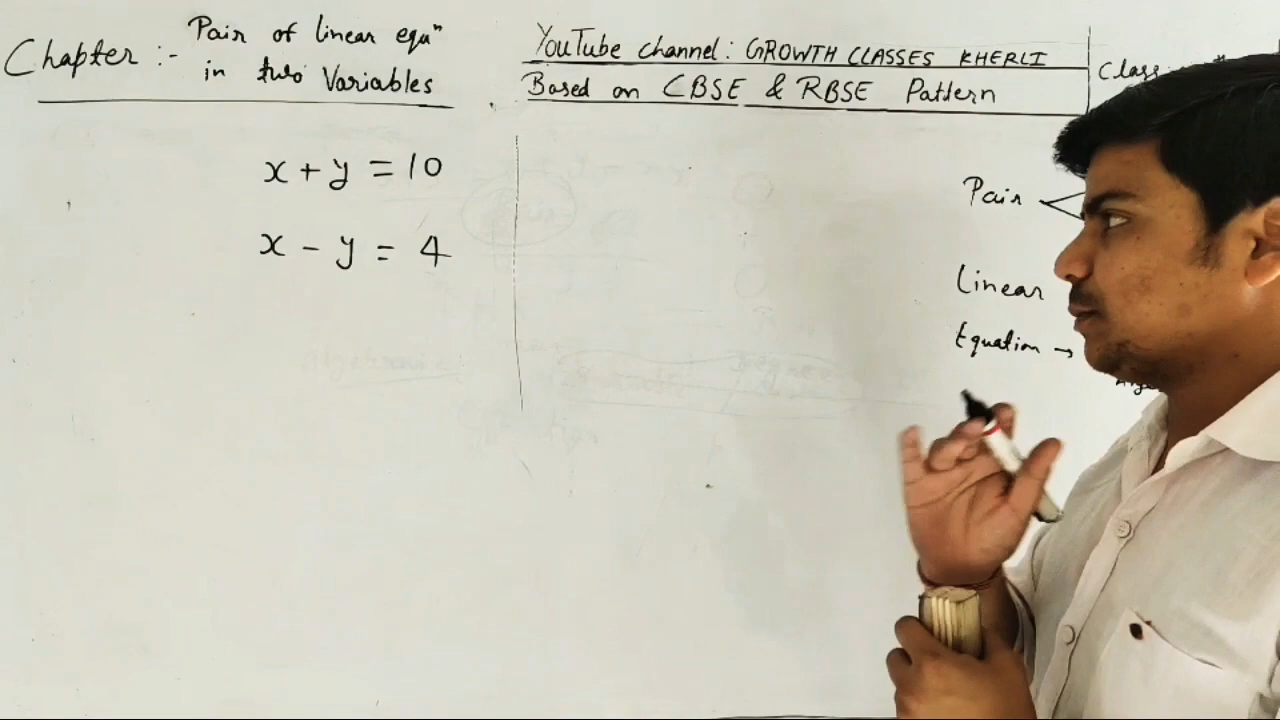 Chapter :- Pair of linear equⁿ
in two Variables
YouTube channel: GROWTH CLASSES KHERLI
Based on CBSE & RBSE Pattern
x + y = 10
x - y = 4
Pair
Linear
Equation →